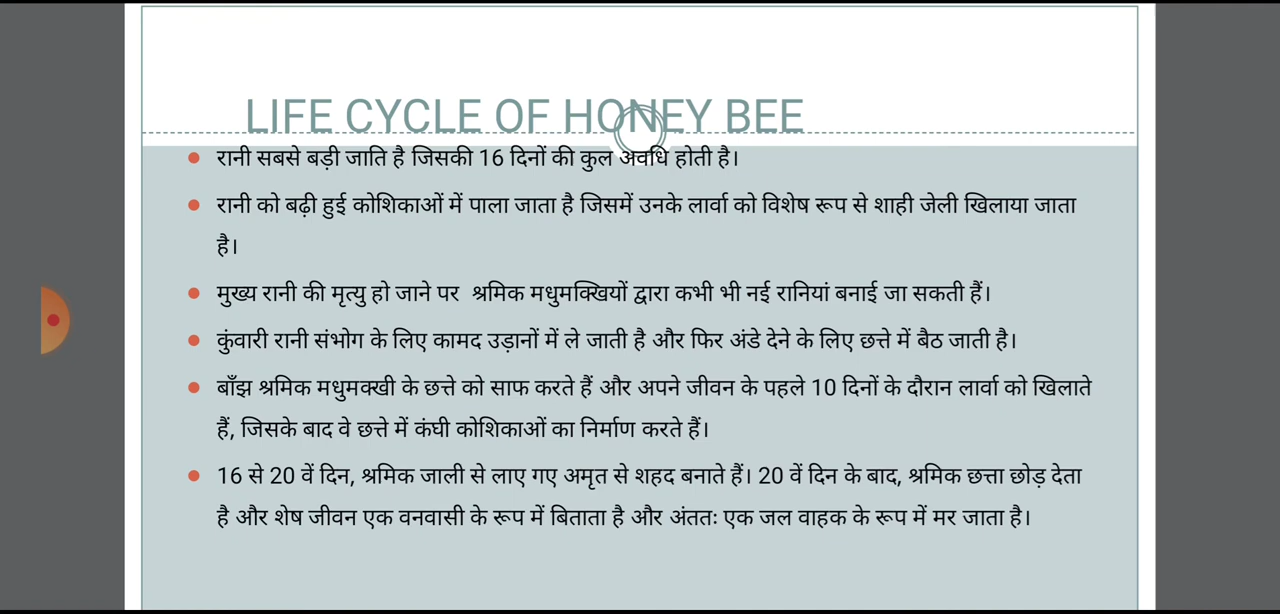 LIFE CYCLE OF HONEY BEE
रानी सबसे बड़ी जाति है जिसकी 16 दिनों की कुल अवधि होती है।
रानी को बढ़ी हुई कोशिकाओं में पाला जाता है जिसमें उनके लार्वा को विशेष रूप से शाही जेली खिलाया जाता
है।
मुख्य रानी की मृत्यु हो जाने पर श्रमिक मधुमक्खियों द्वारा कभी भी नई रानियां बनाई जा सकती हैं।
कुंवारी रानी संभोग के लिए कामद उड़ानों में ले जाती है और फिर अंडे देने के लिए छत्ते में बैठ जाती है।
बाँझ श्रमिक मधुमक्खी के छत्ते को साफ करते हैं और अपने जीवन के पहले 10 दिनों के दौरान लार्वा को खिलाते
हैं, जिसके बाद वे छत्ते में कंघी कोशिकाओं का निर्माण करते हैं।
16 से 20 वें दिन, श्रमिक जाली से लाए गए अमृत से शहद बनाते हैं। 20 वें दिन के बाद, श्रमिक छत्ता छोड़ देता
है और शेष जीवन एक वनवासी के रूप में बिताता है और अंततः एक जल वाहक के रूप में मर जाता है।